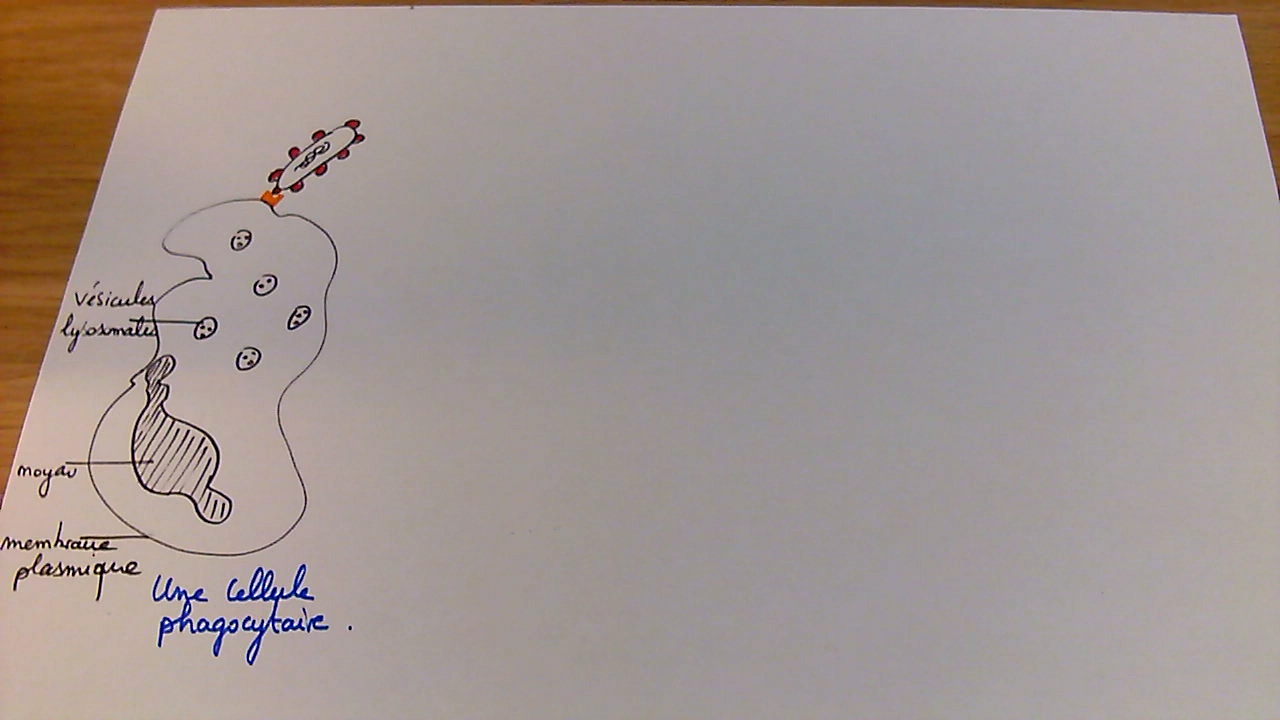 vésicules
lysosomales
noyau
membrane
plasmique
Une cellule
phagocytaire.